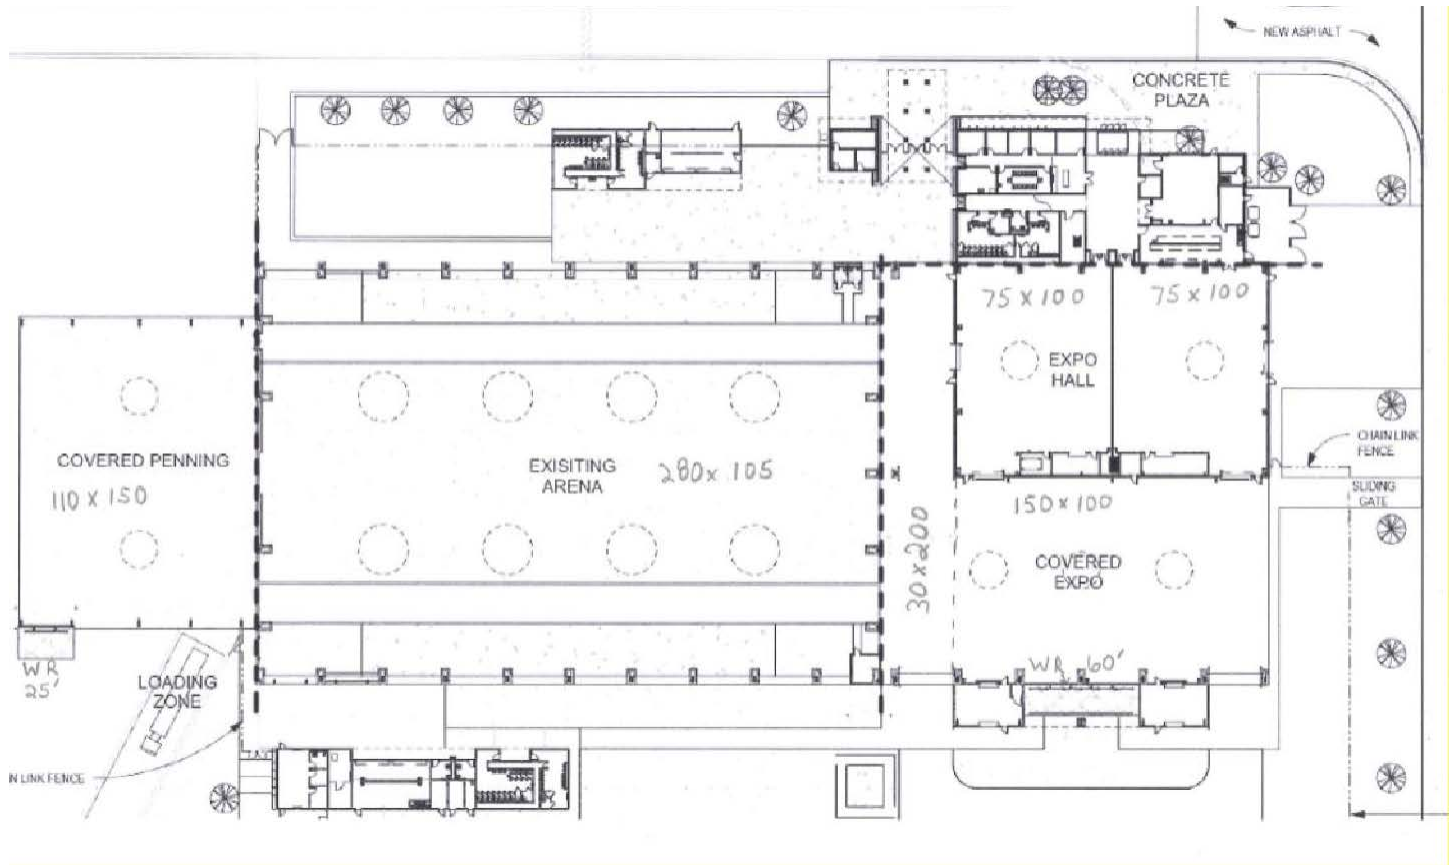 NEW ASPHALT
CONCRETE
PLAZA
75 x 100
75 x 100
EXPO
HALL
CHAIN LINK
FENCE
COVERED PENNING
110 x 150
EXISITING
ARENA
280 x 105
SLIDING
GATE
150 x 100
30 x 200
COVERED
EXPO
WR 60'
WR
25'
LOADING
ZONE
IN LINK FENCE